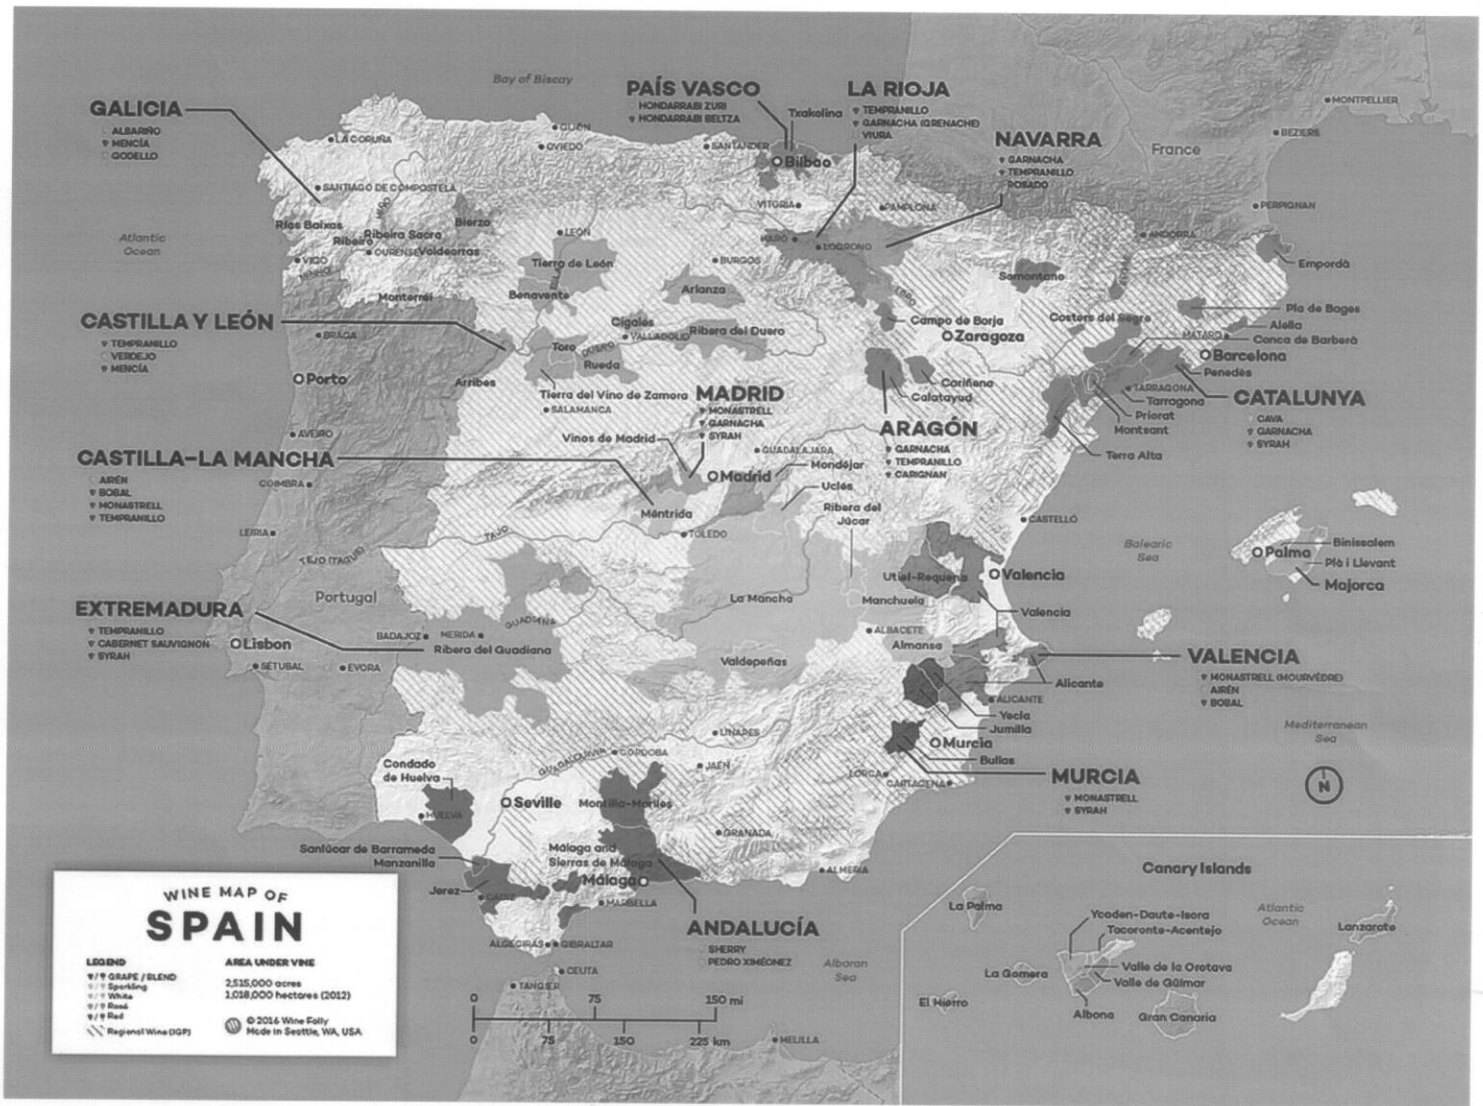 Bay of Biscay
GALICIA
ALBARIÑO
MENCÍA
GODELLO
PAÍS VASCO
HONDARRABI ZURI
HONDARRABI BELTZA
Txakolina
LA RIOJA
TEMPRANILLO
GARNACHA (GRENACHE)
VIURA
NAVARRA
GARNACHA
TEMPRANILLO
ROSADO
France
MONTPELLIER
BEZIERS
PERPIGNAN
ANDORRA
LA CORUÑA
SANTIAGO DE COMPOSTELA
GIJÓN
OVIEDO
SANTANDER
Bilbao
VITORIA
PAMPLONA
HARO
LOGRONO
LEÓN
BURGOS
Atlantic
Ocean
Rías Baixas
Ribeira Sacra
Ribeiro
OURENSE
Valdeorras
Bierzo
VIGO
MINHO
Monterrei
Tierra de León
Benavente
Arlanza
Cigales
VALLADOLID
Ribera del Duero
Toro
DUERO
Rueda
Arribes
Tierra del Vino de Zamora
SALAMANCA
EBRO
Somontano
Campo de Borja
Zaragoza
Cariñena
Calatayud
Costers del Segre
Empordà
Pla de Bages
Alella
MATARO
Conca de Barberà
Barcelona
Penedès
TARRAGONA
Tarragona
Priorat
Montsant
Terra Alta
CATALUNYA
CAVA
GARNACHA
SYRAH
CASTILLA Y LEÓN
TEMPRANILLO
VERDEJO
MENCÍA
BRAGA
Porto
AVEIRO
COIMBRA
LEIRIA
MADRID
MONASTRELL
GARNACHA
SYRAH
Vinos de Madrid
GUADALAJARA
Madrid
Mondéjar
Uclés
Méntrida
TOLEDO
Ribera del
Júcar
ARAGÓN
GARNACHA
TEMPRANILLO
CARIGNAN
CASTILLA–LA MANCHA
AIRÉN
BOBAL
MONASTRELL
TEMPRANILLO
TAJO
Portugal
CASTELLÓ
Balearic
Sea
Palma
Binissalem
Plà i Llevant
Majorca
Utiel-Requena
Valencia
Valencia
Manchuela
La Mancha
ALBACETE
Almansa
Valdepeñas
EXTREMADURA
TEMPRANILLO
CABERNET SAUVIGNON
SYRAH
Lisbon
SETUBAL
EVORA
BADAJOZ
MERIDA
GUADIANA
Ribera del Guadiana
VALENCIA
MONASTRELL (MOURVÈDRE)
AIRÉN
BOBAL
Alicante
ALICANTE
Yecla
Jumilla
Murcia
Bullas
LORCA
CARTAGENA
MURCIA
MONASTRELL
SYRAH
Mediterranean
Sea
N
LINARES
CÓRDOBA
GUADALQUIVIR
JAEN
Condado
de Huelva
HUELVA
Seville
Montilla-Moriles
GRANADA
Málaga and
Sierras de Málaga
Málaga
MARBELLA
ALMERIA
Sanlúcar de Barrameda
Manzanilla
Jerez
CADIZ
ALGECIRAS
GIBRALTAR
CEUTA
TANGIER
MELILLA
ANDALUCÍA
SHERRY
PEDRO XIMÉONEZ
Alboran
Sea
0 75 150 mi
0 75 150 225 km
Canary Islands
La Palma
Ycoden-Daute-Isora
Tacoronte-Acentejo
Atlantic
Ocean
Lanzarote
La Gomera
Valle de la Orotava
Valle de Güímar
El Hierro
Abona
Gran Canaria
WINE MAP OF
SPAIN
LEGEND
GRAPE / BLEND
Sparkling
White
Rosé
Red
Regional Wine (IGP)
AREA UNDER VINE
2,515,000 acres
1,018,000 hectares (2012)
© 2016 Wine Folly
Made in Seattle, WA, USA